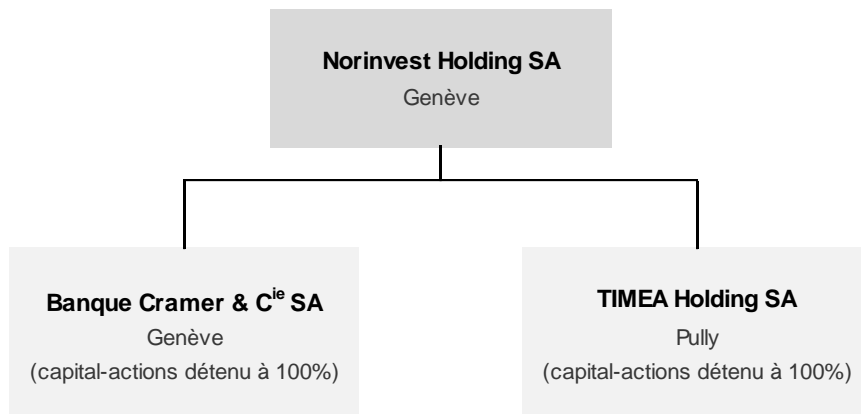 Norinvest Holding SA
Genève
Banque Cramer & Cie SA
Genève
(capital-actions détenu à 100%)
TIMEA Holding SA
Pully
(capital-actions détenu à 100%)